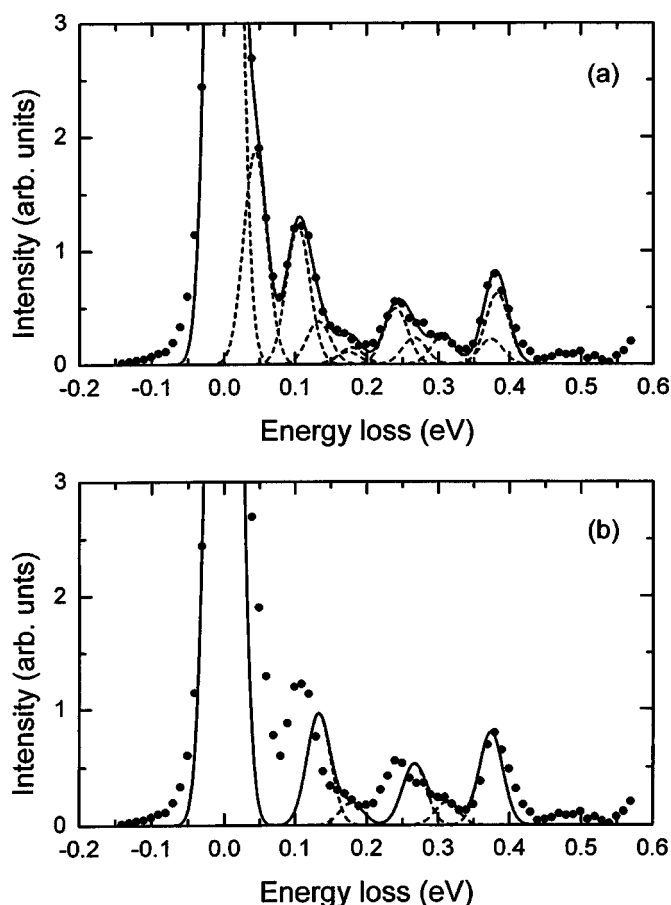 3
(a)
2
1
0
Intensity (arb. units)
-0.2 -0.1 0.0 0.1 0.2 0.3 0.4 0.5 0.6
Energy loss (eV)
3
(b)
2
1
0
Intensity (arb. unts)
-0.2 -0.1 0.0 0.1 0.2 0.3 0.4 0.5 0.6
Energy loss (eV)